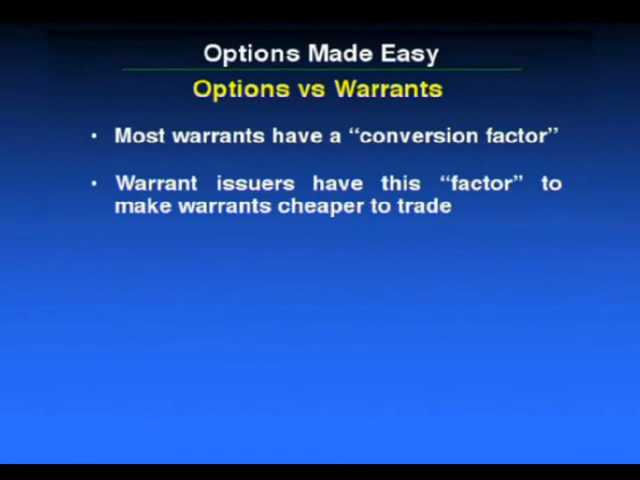 Options Made Easy
Options vs Warrants
• Most warrants have a “conversion factor”
• Warrant issuers have this “factor” to
make warrants cheaper to trade